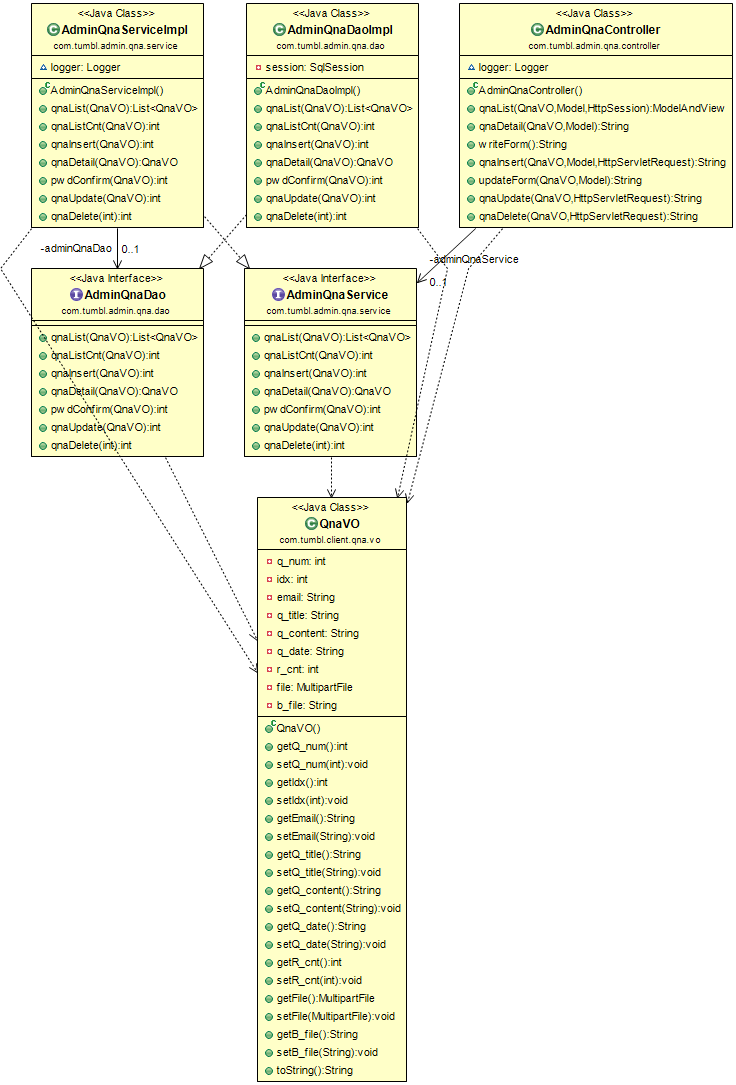 <<Java Class>>
AdminQnaServiceImpl
com.tumbl.admin.qna.service
logger: Logger
AdminQnaServiceImpl()
qnaList(QnaVO):List<QnaVO>
qnaListCnt(QnaVO):int
qnaInsert(QnaVO):int
qnaDetail(QnaVO):QnaVO
pwdConfirm(QnaVO):int
qnaUpdate(QnaVO):int
qnaDelete(int):int
<<Java Class>>
AdminQnaDaoImpl
com.tumbl.admin.qna.dao
session: SqlSession
AdminQnaDaoImpl()
qnaList(QnaVO):List<QnaVO>
qnaListCnt(QnaVO):int
qnaInsert(QnaVO):int
qnaDetail(QnaVO):QnaVO
pwdConfirm(QnaVO):int
qnaUpdate(QnaVO):int
qnaDelete(int):int
<<Java Class>>
AdminQnaController
com.tumbl.admin.qna.controller
logger: Logger
AdminQnaController()
qnaList(QnaVO,Model,HttpSession):ModelAndView
qnaDetail(QnaVO,Model):String
writeForm():String
qnaInsert(QnaVO,Model,HttpServletRequest):String
updateForm(QnaVO,Model):String
qnaUpdate(QnaVO,HttpServletRequest):String
qnaDelete(QnaVO,HttpServletRequest):String
-adminQnaDao 0..1
-adminQnaService
0..1
<<Java Interface>>
AdminQnaDao
com.tumbl.admin.qna.dao
qnaList(QnaVO):List<QnaVO>
qnaListCnt(QnaVO):int
qnaInsert(QnaVO):int
qnaDetail(QnaVO):QnaVO
pwdConfirm(QnaVO):int
qnaUpdate(QnaVO):int
qnaDelete(int):int
<<Java Interface>>
AdminQnaService
com.tumbl.admin.qna.service
qnaList(QnaVO):List<QnaVO>
qnaListCnt(QnaVO):int
qnaInsert(QnaVO):int
qnaDetail(QnaVO):QnaVO
pwdConfirm(QnaVO):int
qnaUpdate(QnaVO):int
qnaDelete(int):int
<<Java Class>>
QnaVO
com.tumbl.client.qna.vo
q_num: int
idx: int
email: String
q_title: String
q_content: String
q_date: String
r_cnt: int
file: MultipartFile
b_file: String
QnaVO()
getQ_num():int
setQ_num(int):void
getIdx():int
setIdx(int):void
getEmail():String
setEmail(String):void
getQ_title():String
setQ_title(String):void
getQ_content():String
setQ_content(String):void
getQ_date():String
setQ_date(String):void
getR_cnt():int
setR_cnt(int):void
getFile():MultipartFile
setFile(MultipartFile):void
getB_file():String
setB_file(String):void
toString():String